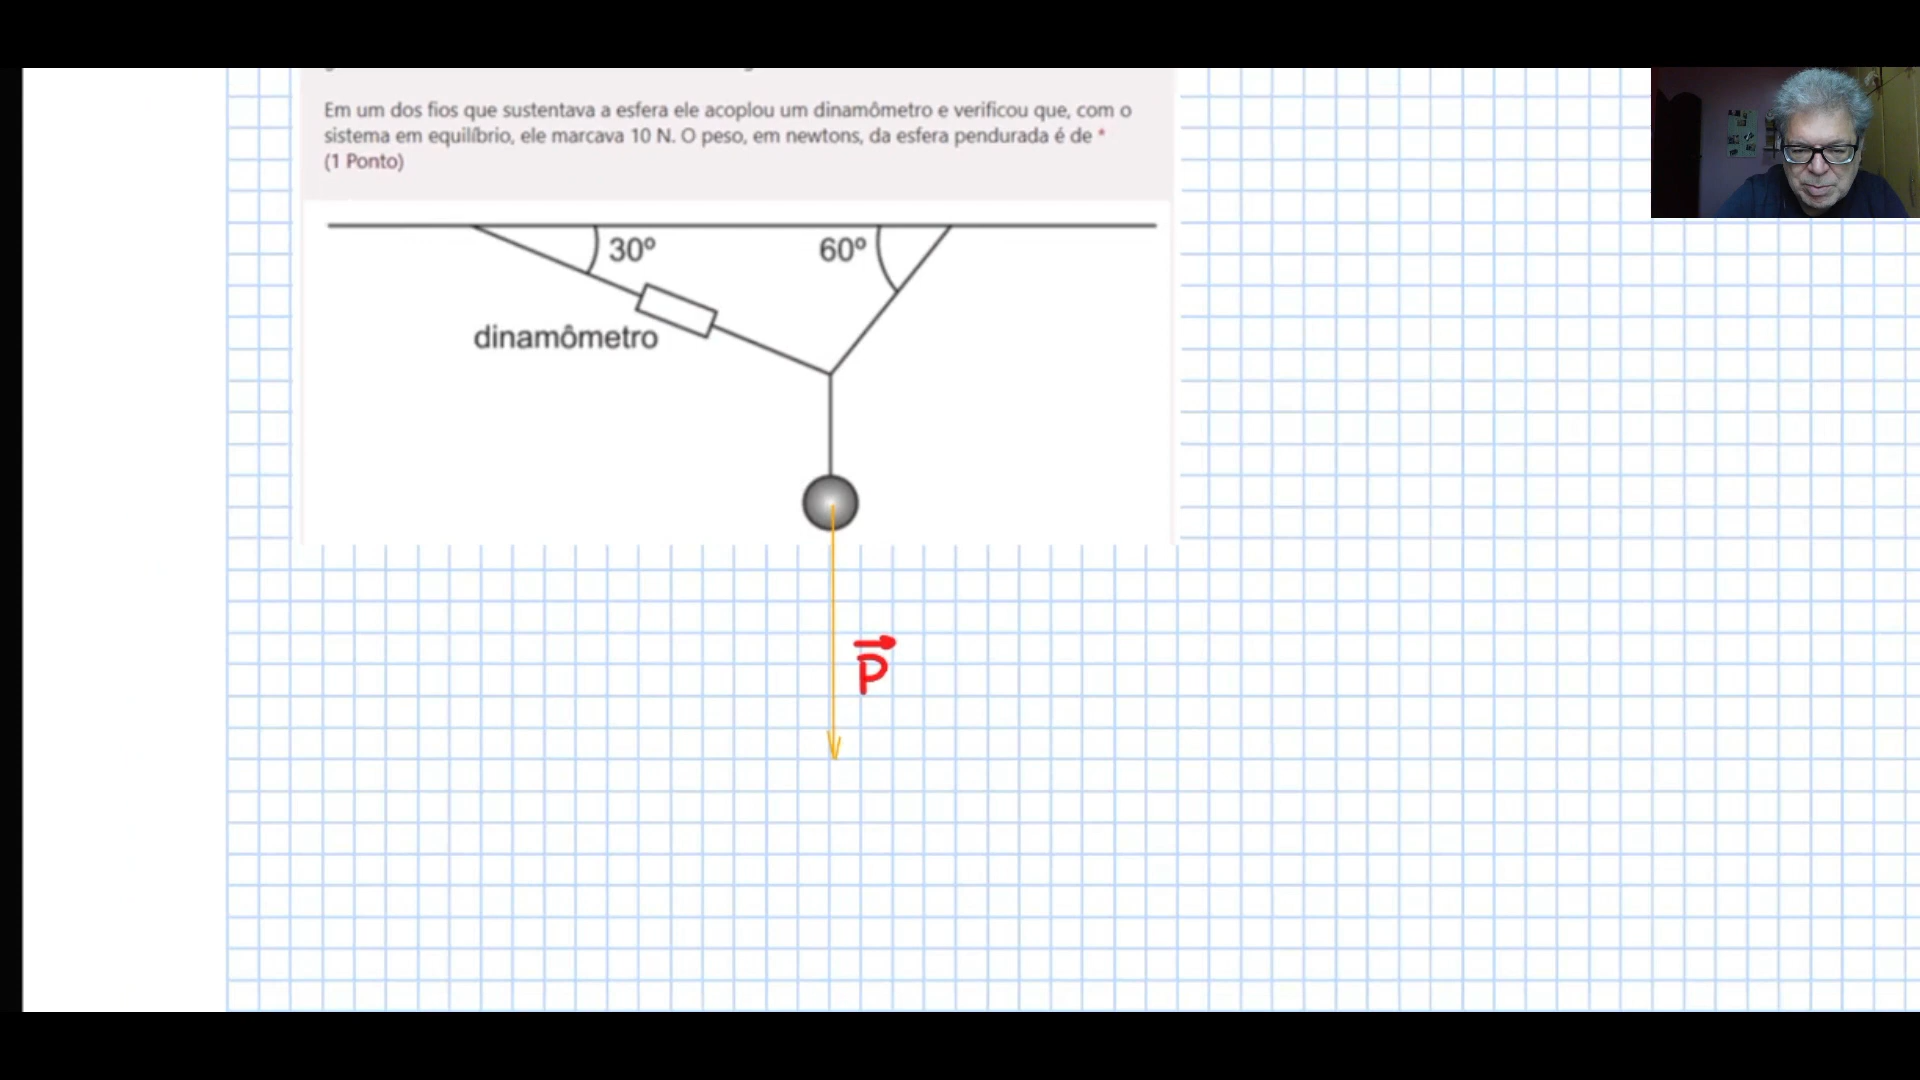 Em um dos fios que sustentava a esfera ele acoplou um dinamômetro e verificou que, com o
sistema em equilíbrio, ele marcava 10 N. O peso, em newtons, da esfera pendurada é de *
(1 Ponto)
30º
60º
dinamômetro
P